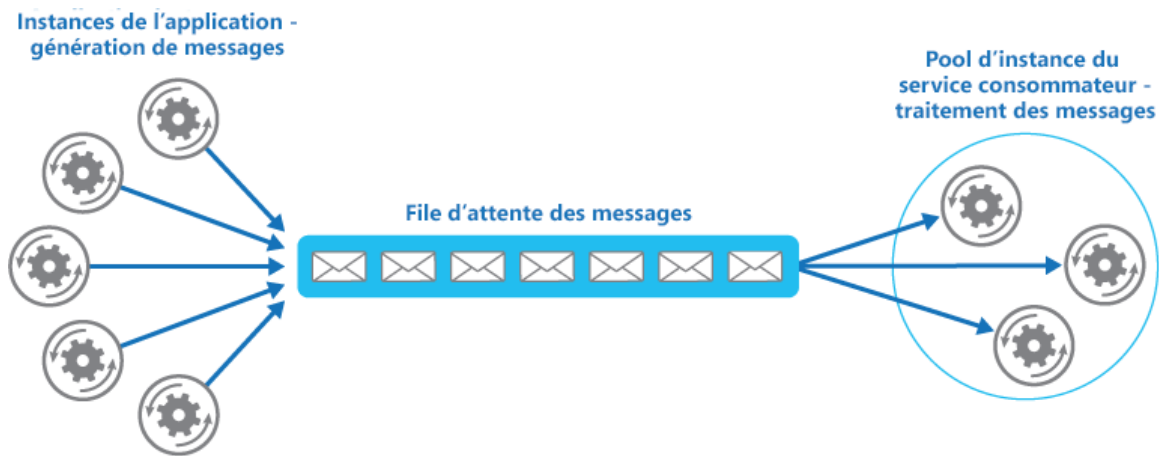 Instances de l'application -
génération de messages
Pool d'instance du
service consommateur -
traitement des messages
File d'attente des messages